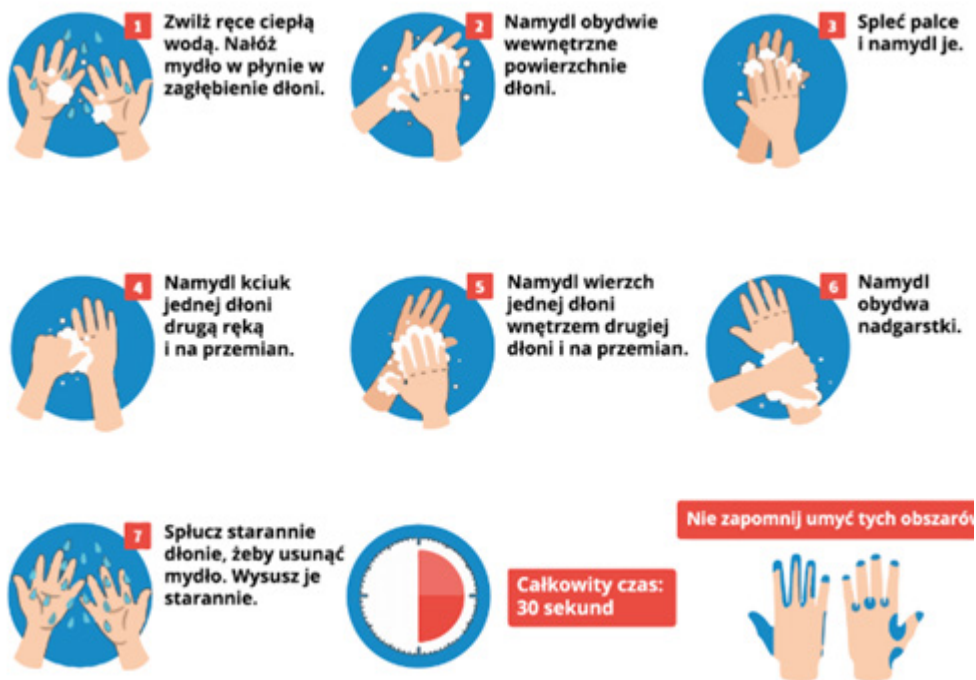 1
Zwilż ręce ciepłą
wodą. Nałóż
mydło w płynie w
zagłębienie dłoni.
2
Namydl obydwie
wewnętrzne
powierzchnie
dłoni.
3
Spleć palce
i namydl je.
4
Namydl kciuk
jednej dłoni
drugą ręką
i na przemian.
5
Namydl wierzch
jednej dłoni
wnętrzem drugiej
dłoni i na przemian.
6
Namydl
obydwa
nadgarstki.
7
Spłucz starannie
dłonie, żeby usunąć
mydło. Wysusz je
starannie.
Całkowity czas:
30 sekund
Nie zapomnij umyć tych obszarów